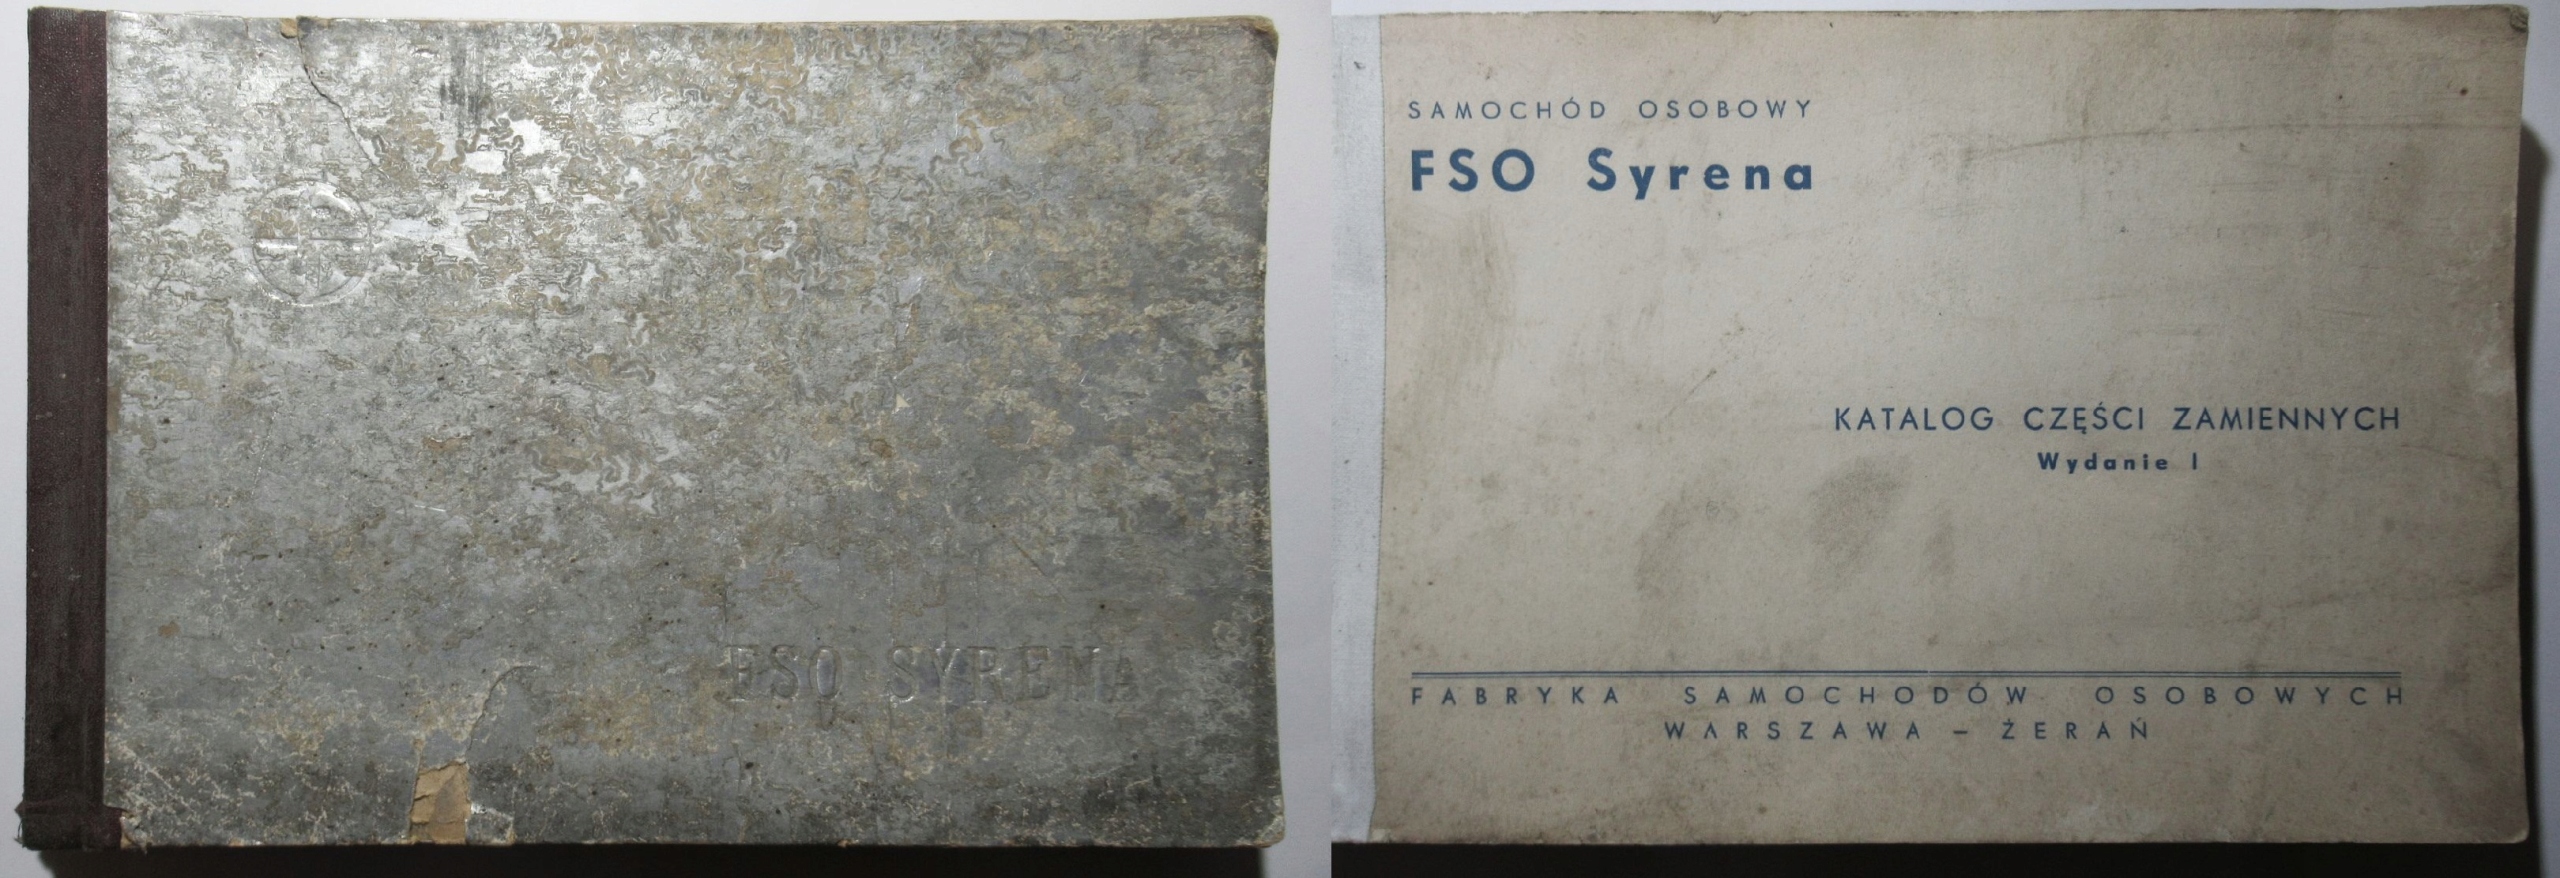 FSO SYRENA
SAMOCHÓD OSOBOWY
FSO Syrena
KATALOG CZĘŚCI ZAMIENNYCH
Wydanie I
FABRYKA SAMOCHODÓW OSOBOWYCH
WARSZAWA – ŻERAŃ